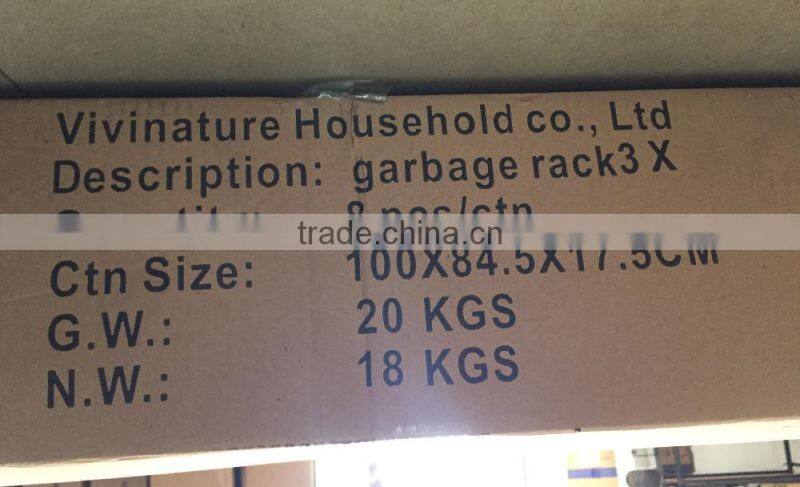 Vivinature Household co., Ltd
Description: garbage rack3 X
Quantity: 8 pcs/ctn
trade.china.cn
Ctn Size: 100X84.5X17.5CM
G.W.: 20 KGS
N.W.: 18 KGS